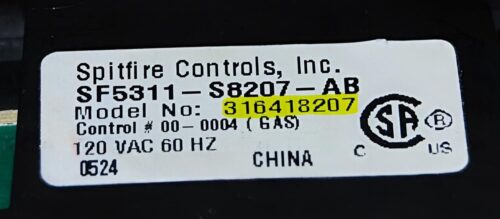 Spitfire Controls, Inc.
SF5311-S8207-AB
Model No: 316418207
Control # 00-0004 (GAS)
120 VAC 60 HZ
0524
CHINA
CSA ®
C US